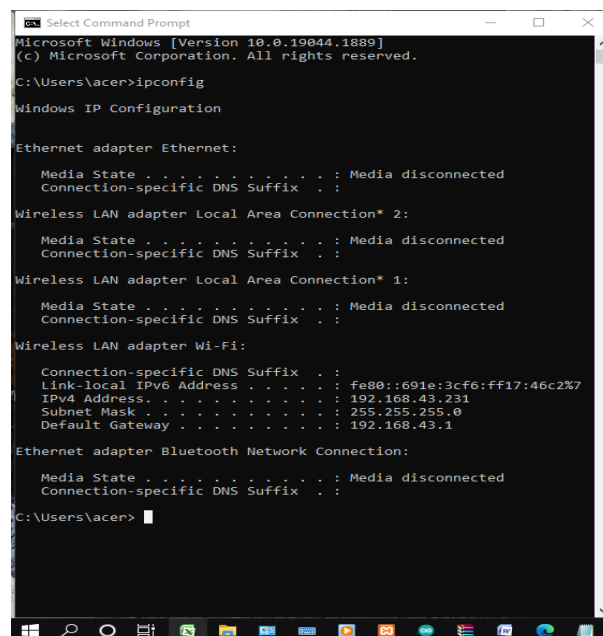 Select Command Prompt
Microsoft Windows [Version 10.0.19044.1889]
(c) Microsoft Corporation. All rights reserved.
C:\Users\acer>ipconfig
Windows IP Configuration
Ethernet adapter Ethernet:
Media State . . . . . . . . . . . : Media disconnected
Connection-specific DNS Suffix . :
Wireless LAN adapter Local Area Connection* 2:
Media State . . . . . . . . . . . : Media disconnected
Connection-specific DNS Suffix . :
Wireless LAN adapter Local Area Connection* 1:
Media State . . . . . . . . . . . : Media disconnected
Connection-specific DNS Suffix . :
Wireless LAN adapter Wi-Fi:
Connection-specific DNS Suffix . :
Link-local IPv6 Address . . . . . : fe80::691e:3cf6:ff17:46c2%7
IPv4 Address. . . . . . . . . . . : 192.168.43.231
Subnet Mask . . . . . . . . . . . : 255.255.255.0
Default Gateway . . . . . . . . . : 192.168.43.1
Ethernet adapter Bluetooth Network Connection:
Media State . . . . . . . . . . . : Media disconnected
Connection-specific DNS Suffix . :
C:\Users\acer>